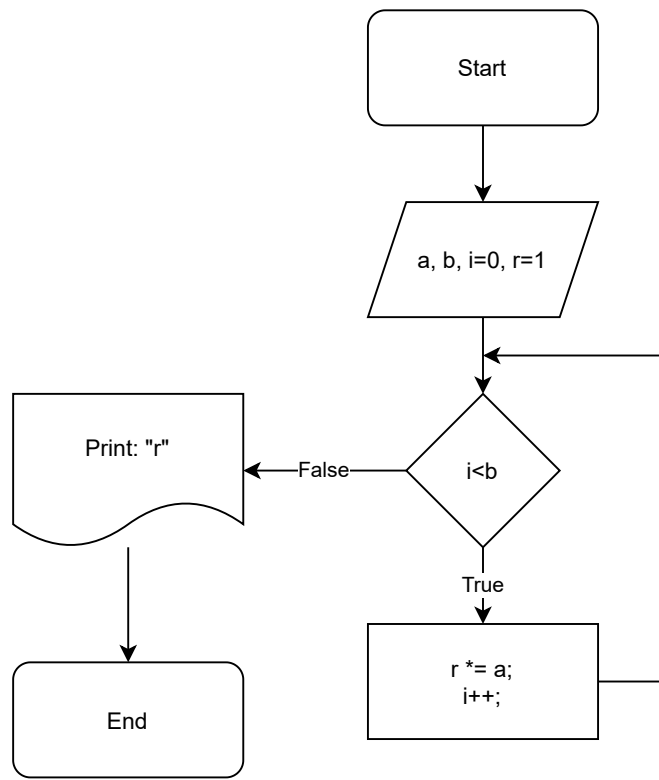 Start
a, b, i=0, r=1
i<b
False
Print: "r"
True
r *= a;
i++;
End